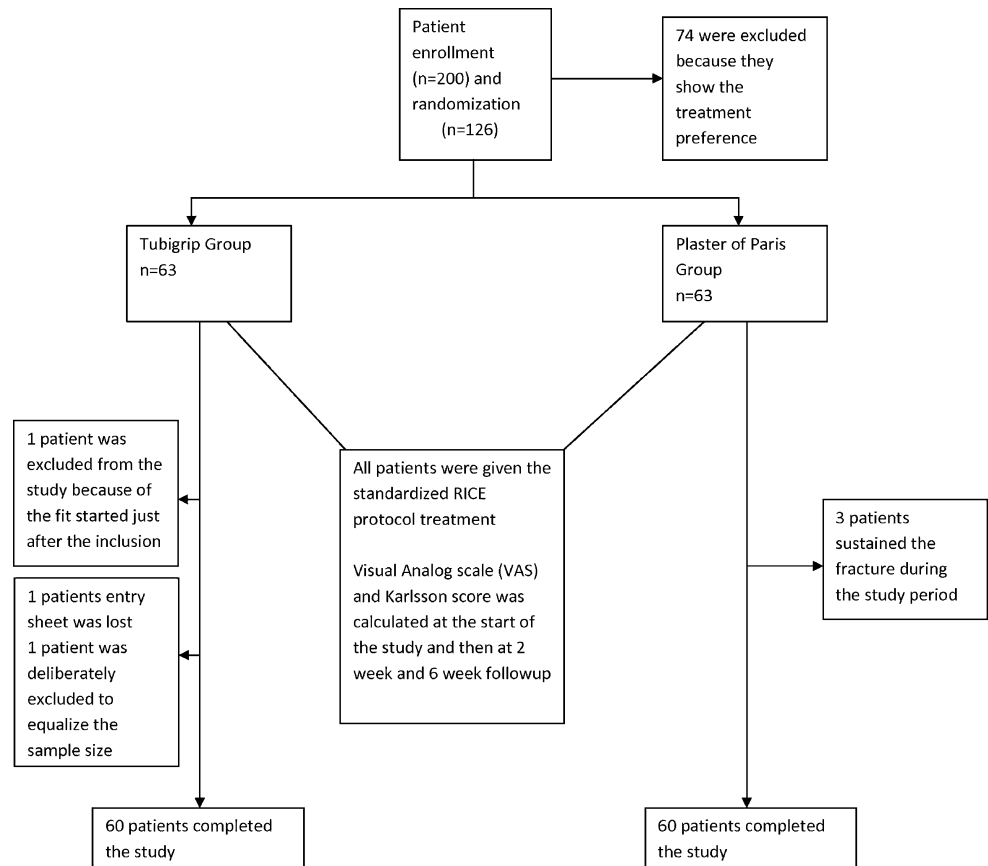 Patient
enrollment
(n=200) and
randomization
(n=126)
74 were excluded
because they
show the
treatment
preference
Tubigrip Group
n=63
Plaster of Paris
Group
n=63
1 patient was
excluded from the
study because of
the fit started just
after the inclusion
1 patients entry
sheet was lost
1 patient was
deliberately
excluded to
equalize the
sample size
All patients were given the
standardized RICE
protocol treatment
Visual Analog scale (VAS)
and Karlsson score was
calculated at the start of
the study and then at 2
week and 6 week followup
3 patients
sustained the
fracture during
the study period
60 patients completed
the study
60 patients completed
the study